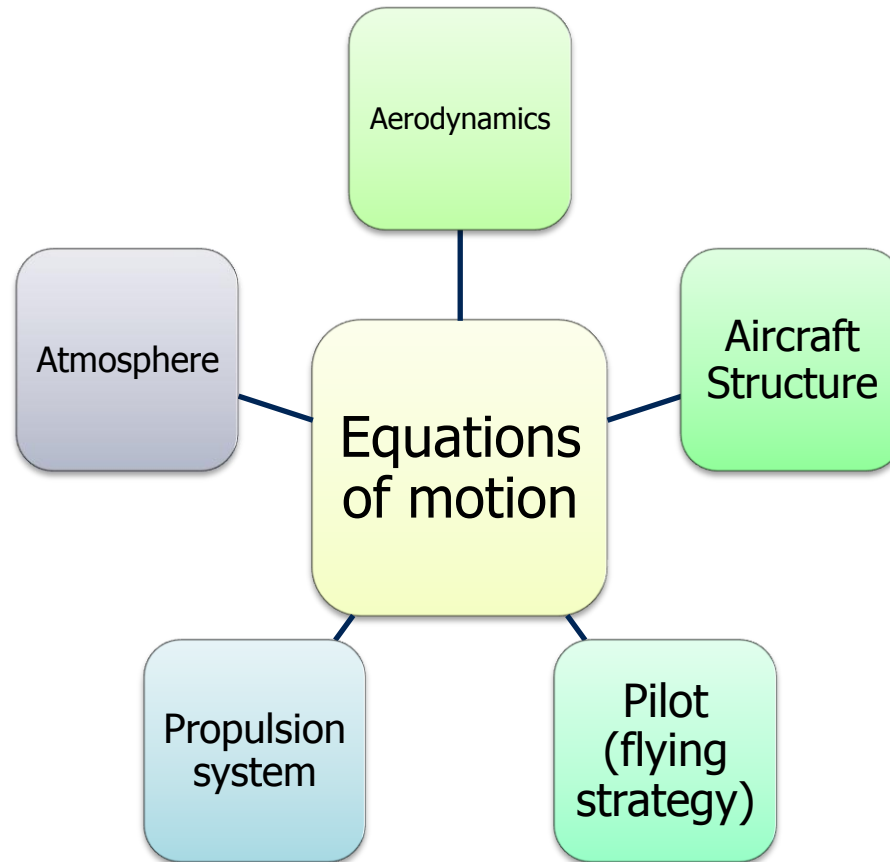 Aerodynamics
Atmosphere
Aircraft
Structure
Equations
of motion
Propulsion
system
Pilot
(flying
strategy)